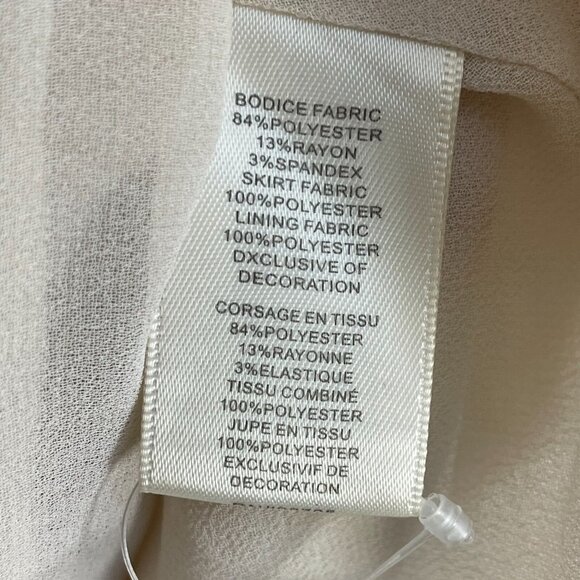 BODICE FABRIC
84%POLYESTER
13%RAYON
3%SPANDEX
SKIRT FABRIC
100%POLYESTER
LINING FABRIC
100%POLYESTER
DXCLUSIVE OF
DECORATION
CORSAGE EN TISSU
84%POLYESTER
13%RAYONNE
3%ELASTIQUE
TISSU COMBINÉ
100%POLYESTER
JUPE EN TISSU
100%POLYESTER
EXCLUSIVIF DE
DECORATION